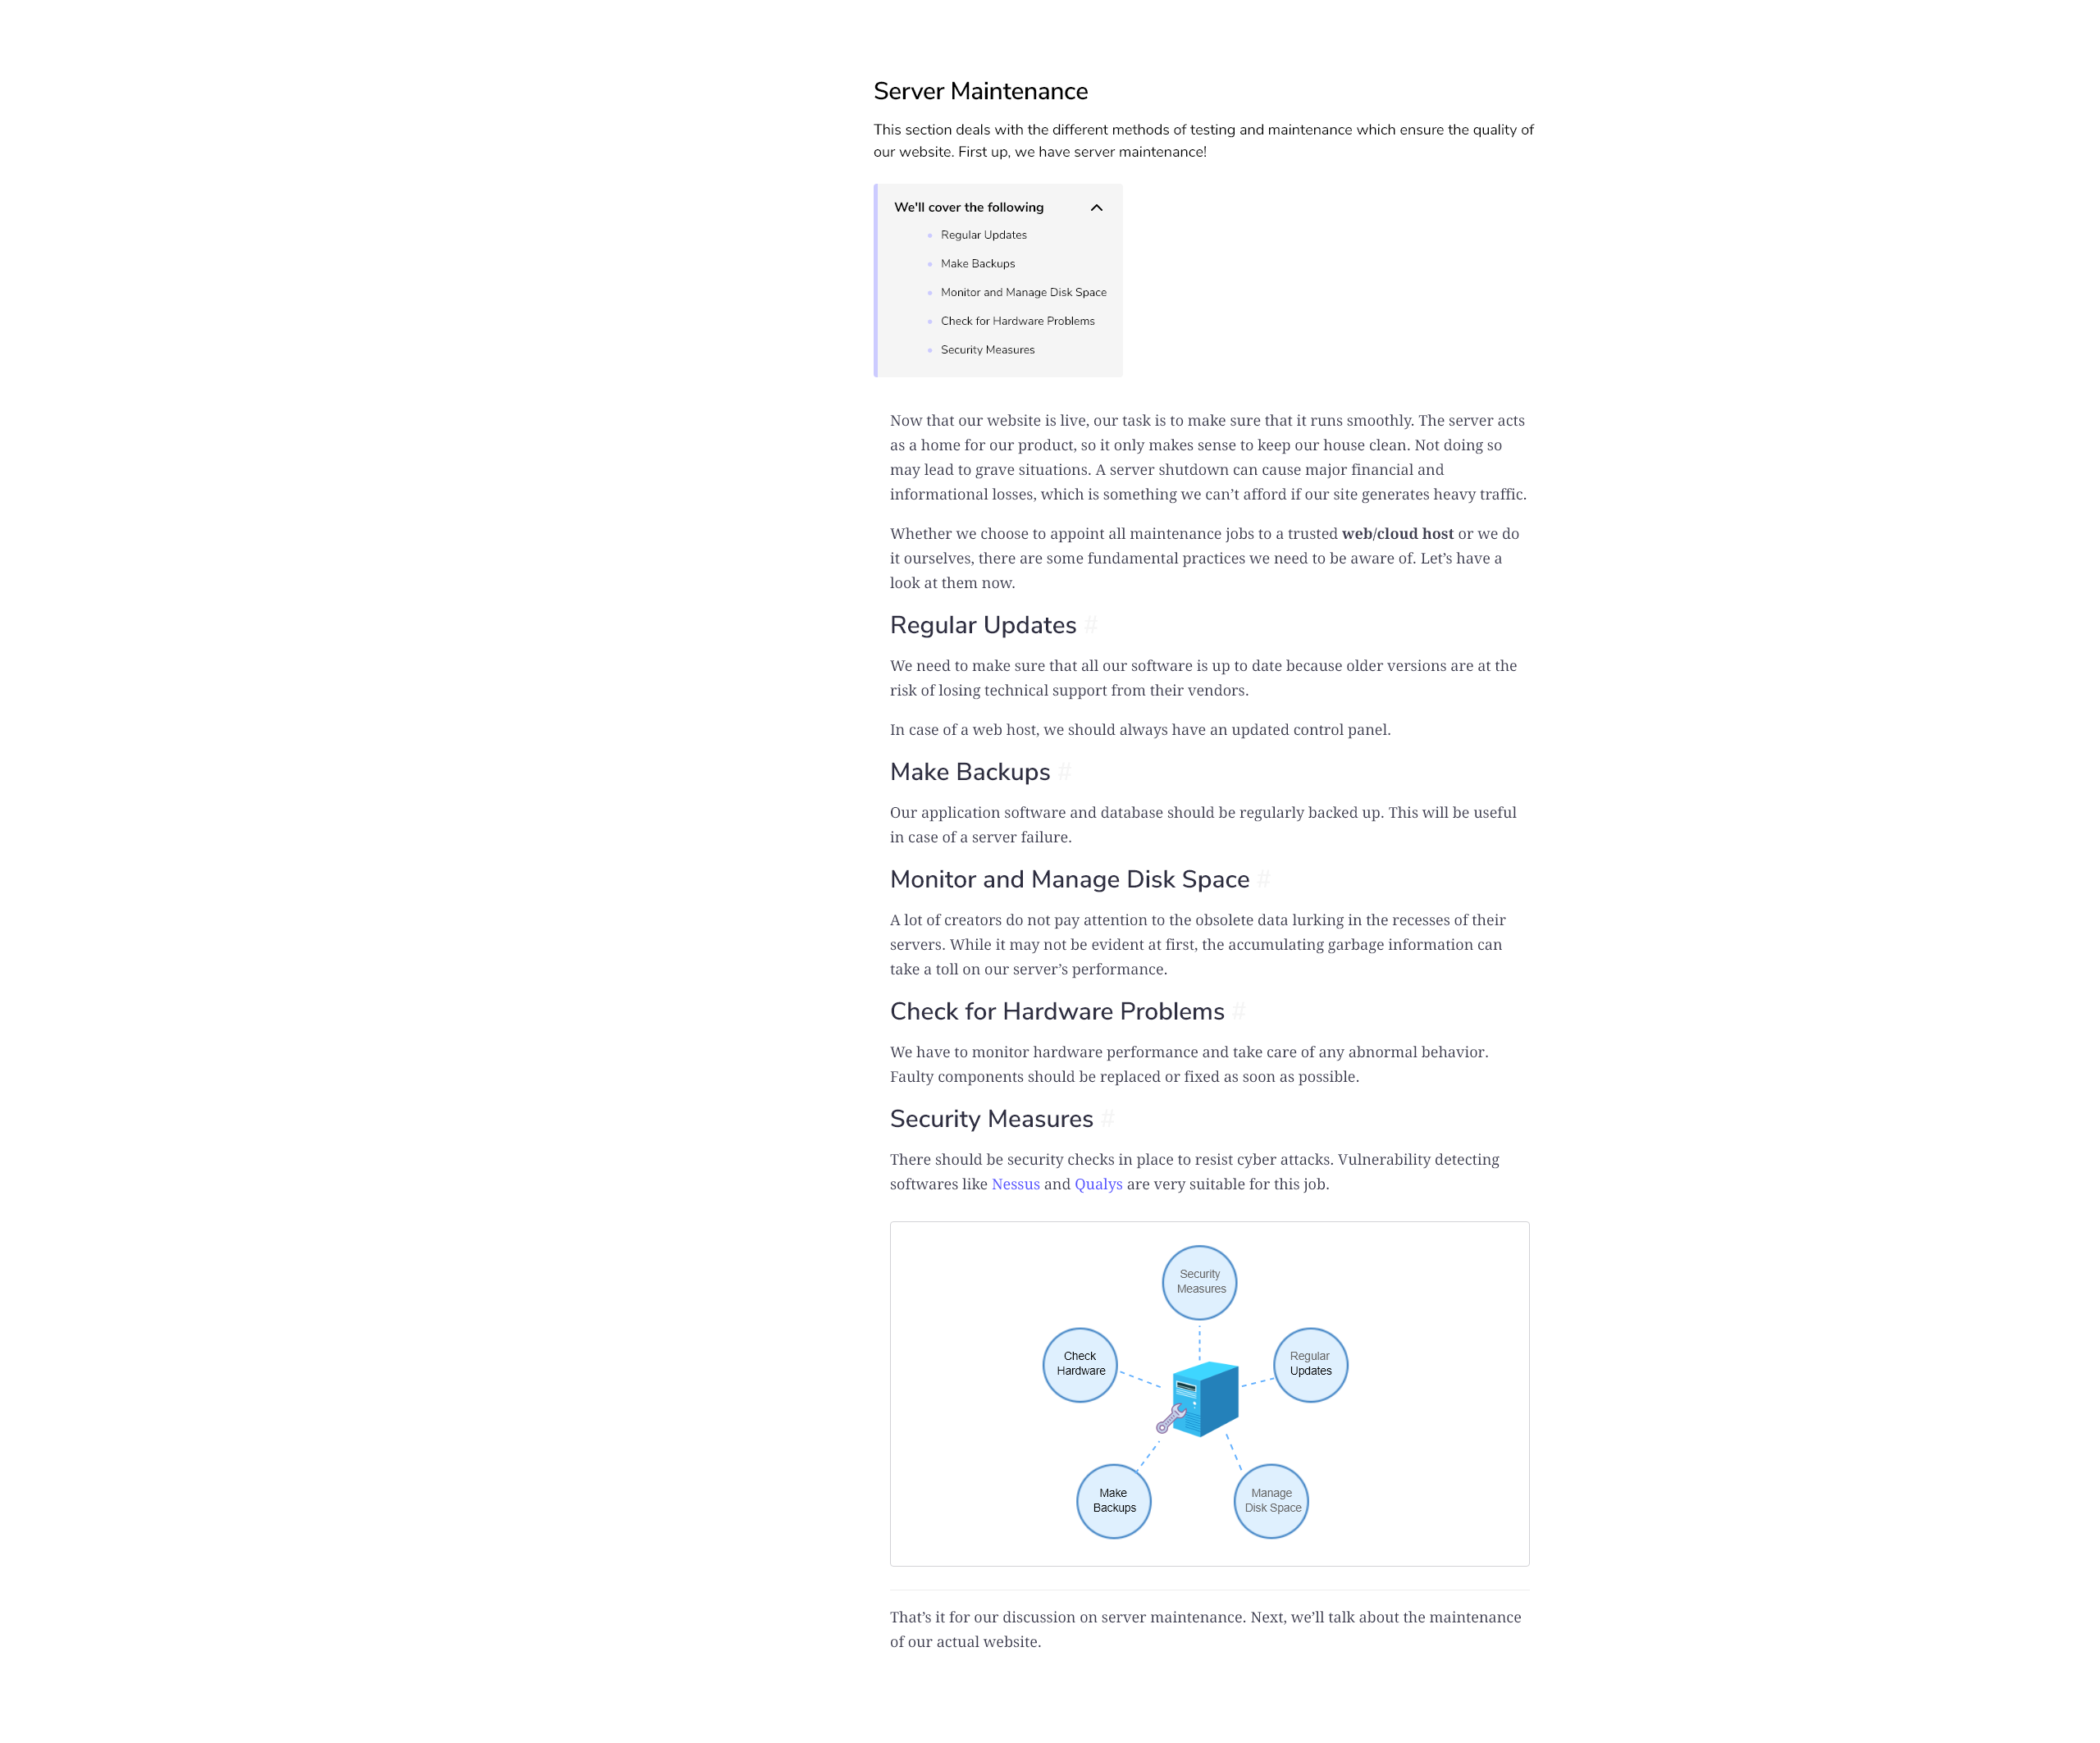 Server Maintenance
This section deals with the different methods of testing and maintenance which ensure the quality of
our website. First up, we have server maintenance!
We'll cover the following
Regular Updates
Make Backups
Monitor and Manage Disk Space
Check for Hardware Problems
Security Measures
Now that our website is live, our task is to make sure that it runs smoothly. The server acts
as a home for our product, so it only makes sense to keep our house clean. Not doing so
may lead to grave situations. A server shutdown can cause major financial and
informational losses, which is something we can’t afford if our site generates heavy traffic.
Whether we choose to appoint all maintenance jobs to a trusted web/cloud host or we do
it ourselves, there are some fundamental practices we need to be aware of. Let’s have a
look at them now.
Regular Updates #
We need to make sure that all our software is up to date because older versions are at the
risk of losing technical support from their vendors.
In case of a web host, we should always have an updated control panel.
Make Backups #
Our application software and database should be regularly backed up. This will be useful
in case of a server failure.
Monitor and Manage Disk Space #
A lot of creators do not pay attention to the obsolete data lurking in the recesses of their
servers. While it may not be evident at first, the accumulating garbage information can
take a toll on our server’s performance.
Check for Hardware Problems #
We have to monitor hardware performance and take care of any abnormal behavior.
Faulty components should be replaced or fixed as soon as possible.
Security Measures #
There should be security checks in place to resist cyber attacks. Vulnerability detecting
softwares like Nessus and Qualys are very suitable for this job.
Security
Measures
Check
Hardware
Regular
Updates
Make
Backups
Manage
Disk Space
That’s it for our discussion on server maintenance. Next, we’ll talk about the maintenance
of our actual website.